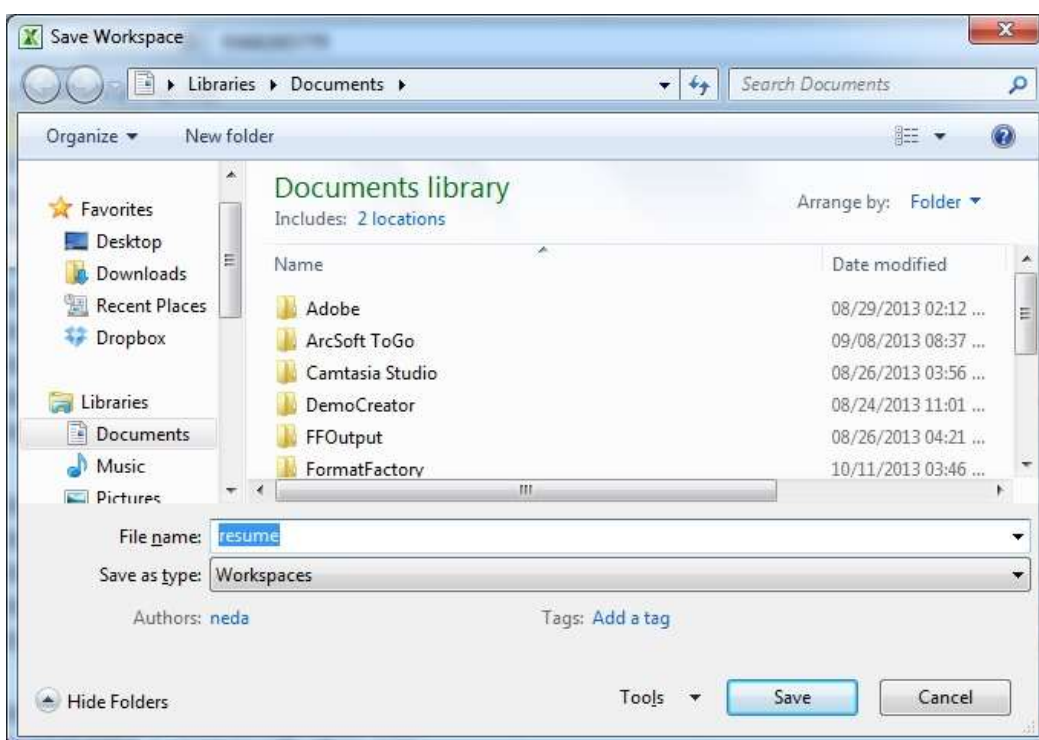 Save Workspace
Libraries Documents
Search Documents
Organize New folder
Favorites
Desktop
Downloads
Recent Places
Dropbox
Libraries
Documents
Music
Pictures
Documents library
Includes: 2 locations
Arrange by: Folder
Name Date modified
Adobe 08/29/2013 02:12 ...
ArcSoft ToGo 09/08/2013 08:37 ...
Camtasia Studio 08/26/2013 03:56 ...
DemoCreator 08/24/2013 11:01 ...
FFOutput 08/26/2013 04:21 ...
FormatFactory 10/11/2013 03:46 ...
File name: resume
Save as type: Workspaces
Authors: neda Tags: Add a tag
Hide Folders Tools Save Cancel